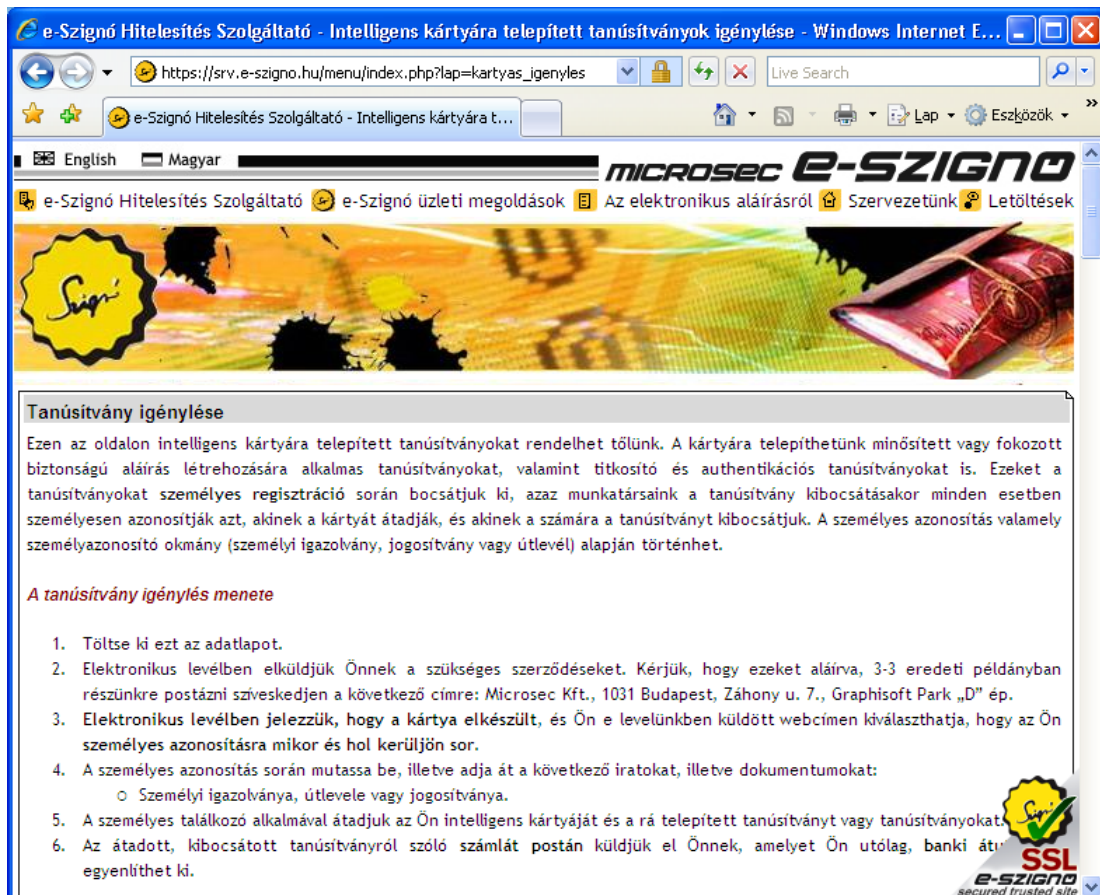 e-Szignó Hitelesítés Szolgáltató - Intelligens kártyára telepített tanúsítványok igénylése - Windows Internet E...
https://srv.e-szigno.hu/menu/index.php?lap=kartyas_igenyles
Live Search
e-Szignó Hitelesítés Szolgáltató - Intelligens kártyára t...
Lap
Eszközök
»
English Magyar
microsec e-SZIGNO
e-Szignó Hitelesítés Szolgáltató e-Szignó üzleti megoldások Az elektronikus aláírásról Szervezetünk Letöltések
Szignó
Tanúsítvány igénylése
Ezen az oldalon intelligens kártyára telepített tanúsítványokat rendelhet tőlünk. A kártyára telepíthetünk minősített vagy fokozott
biztonságú aláírás létrehozására alkalmas tanúsítványokat, valamint titkosító és authentikációs tanúsítványokat is. Ezeket a
tanúsítványokat személyes regisztráció során bocsátjuk ki, azaz munkatársaink a tanúsítvány kibocsátásakor minden esetben
személyesen azonosítják azt, akinek a kártyát átadják, és akinek a számára a tanúsítványt kibocsátjuk. A személyes azonosítás valamely
személyazonosító okmány (személyi igazolvány, jogosítvány vagy útlevél) alapján történhet.
A tanúsítvány igénylés menete
1. Töltse ki ezt az adatlapot.
2. Elektronikus levélben elküldjük Önnek a szükséges szerződéseket. Kérjük, hogy ezeket aláírva, 3-3 eredeti példányban
részünkre postázni szíveskedjen a következő címre: Microsec Kft., 1031 Budapest, Záhony u. 7., Graphisoft Park „D” ép.
3. Elektronikus levélben jelezzük, hogy a kártya elkészült, és Ön e levelünkben küldött webcímen kiválaszthatja, hogy az Ön
személyes azonosításra mikor és hol kerüljön sor.
4. A személyes azonosítás során mutassa be, illetve adja át a következő iratokat, illetve dokumentumokat:
○ Személyi igazolványa, útlevele vagy jogosítványa.
5. A személyes találkozó alkalmával átadjuk az Ön intelligens kártyáját és a rá telepített tanúsítványt vagy tanúsítványokat.
6. Az átadott, kibocsátott tanúsítványról szóló számlát postán küldjük el Önnek, amelyet Ön utólag, banki átu
egyenlíthet ki.
Szignó
SSL
e-SZIGNO
secured trusted site